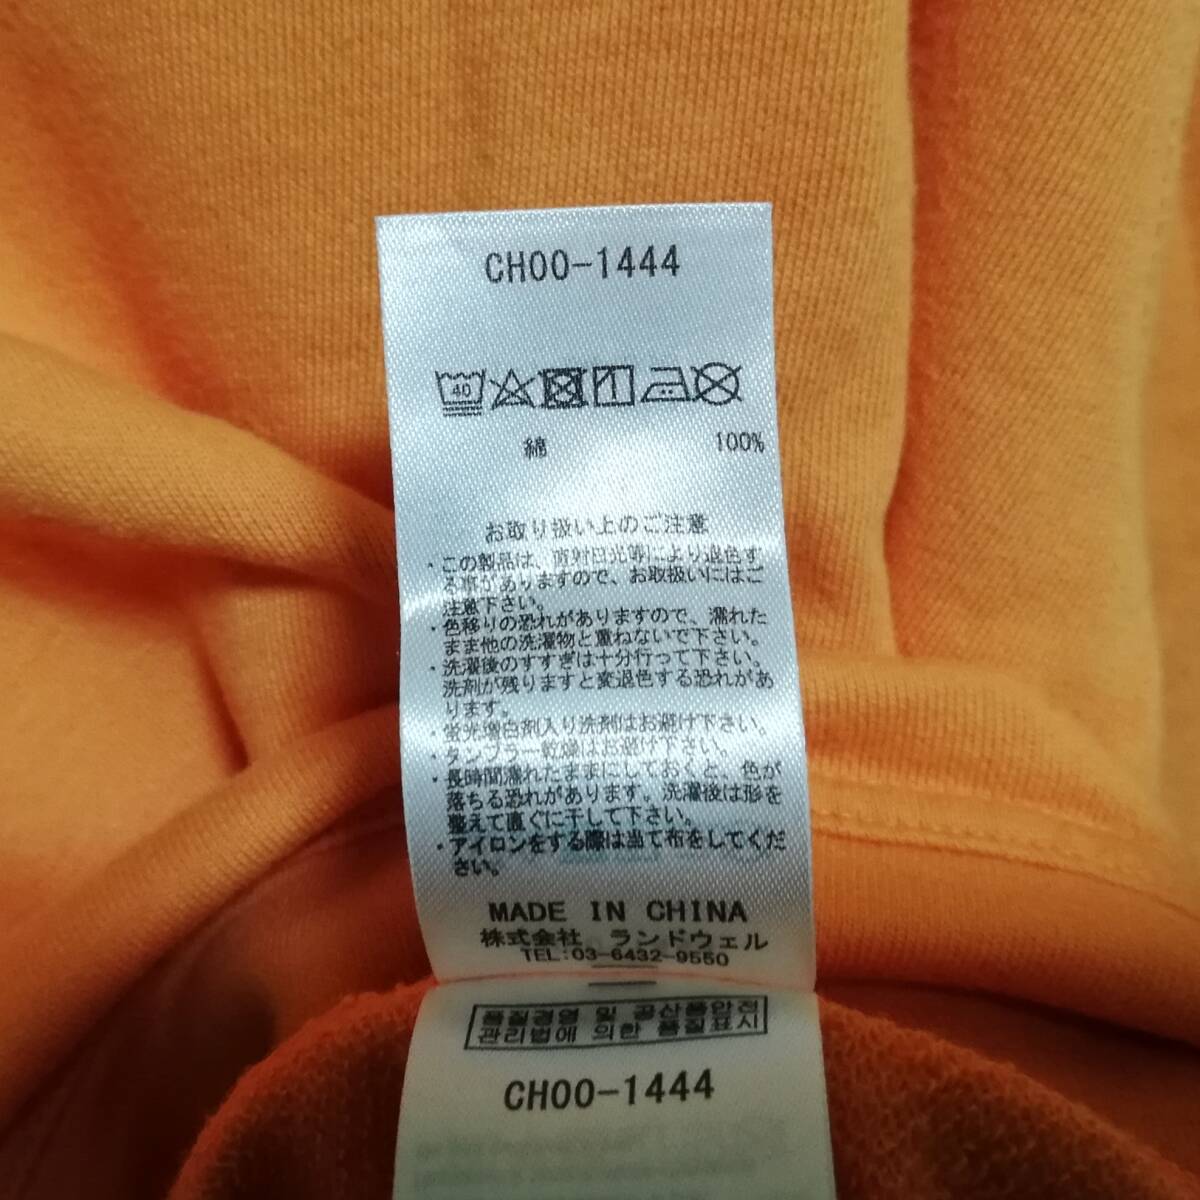 CH00-1444
40
綿 100%
お取り扱い上のご注意
・この製品は、直射日光等により退色す
る事がありますので、お取扱いにはご
注意下さい。
・色移りの恐れがありますので、濡れた
まま他の洗濯物と重ねないで下さい。
・洗濯後のすすぎは十分行って下さい。
洗剤が残りますと変退色する恐れがあ
ります。
・蛍光増白剤入り洗剤はお避け下さい。
・タンブラー乾燥はお避け下さい。
・長時間濡れたままにしておくと、色が
落ちる恐れがあります。洗濯後は形を
整えて直ぐに干して下さい。
・アイロンをする際は当て布をしてくだ
さい。
MADE IN CHINA
株式会社 ランドウェル
TEL:03-6432-9550
품질경영 및 공산품안전
관리법에 의한 품질표시
CH00-1444